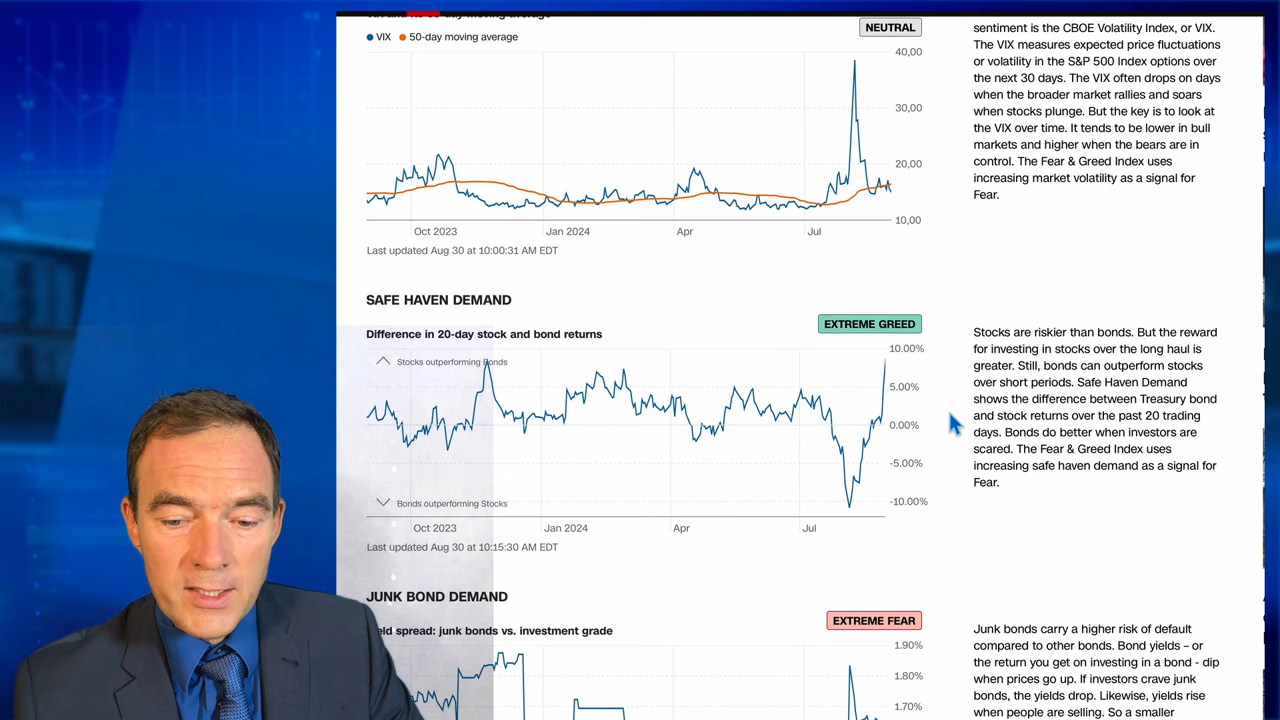 VIX and its 50-day moving average
NEUTRAL
VIX
50-day moving average
40,00
30,00
20,00
10,00
Oct 2023
Jan 2024
Apr
Jul
Last updated Aug 30 at 10:00:31 AM EDT
sentiment is the CBOE Volatility Index, or VIX.
The VIX measures expected price fluctuations
or volatility in the S&P 500 Index options over
the next 30 days. The VIX often drops on days
when the broader market rallies and soars
when stocks plunge. But the key is to look at
the VIX over time. It tends to be lower in bull
markets and higher when the bears are in
control. The Fear & Greed Index uses
increasing market volatility as a signal for
Fear.
SAFE HAVEN DEMAND
EXTREME GREED
Difference in 20-day stock and bond returns
Stocks outperforming Bonds
10.00%
5.00%
0.00%
-5.00%
-10.00%
Bonds outperforming Stocks
Oct 2023
Jan 2024
Apr
Jul
Last updated Aug 30 at 10:15:30 AM EDT
Stocks are riskier than bonds. But the reward
for investing in stocks over the long haul is
greater. Still, bonds can outperform stocks
over short periods. Safe Haven Demand
shows the difference between Treasury bond
and stock returns over the past 20 trading
days. Bonds do better when investors are
scared. The Fear & Greed Index uses
increasing safe haven demand as a signal for
Fear.
JUNK BOND DEMAND
EXTREME FEAR
spread: junk bonds vs. investment grade
1.90%
1.80%
1.70%
Junk bonds carry a higher risk of default
compared to other bonds. Bond yields – or
the return you get on investing in a bond - dip
when prices go up. If investors crave junk
bonds, the yields drop. Likewise, yields rise
when people are selling. So a smaller